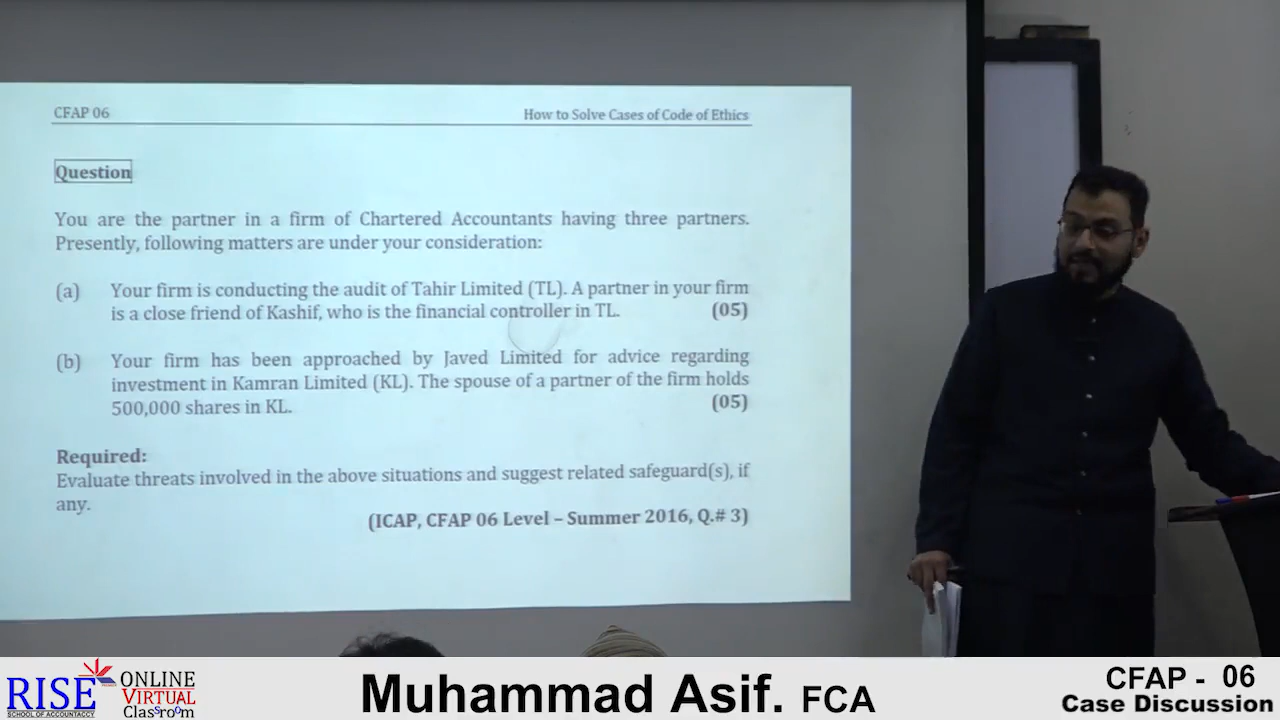 CFAP 06 How to Solve Cases of Code of Ethics
Question
You are the partner in a firm of Chartered Accountants having three partners.
Presently, following matters are under your consideration:
(a) Your firm is conducting the audit of Tahir Limited (TL). A partner in your firm
is a close friend of Kashif, who is the financial controller in TL. (05)
(b) Your firm has been approached by Javed Limited for advice regarding
investment in Kamran Limited (KL). The spouse of a partner of the firm holds
500,000 shares in KL. (05)
Required:
Evaluate threats involved in the above situations and suggest related safeguard(s), if
any.
(ICAP, CFAP 06 Level – Summer 2016, Q.# 3)
RISE
SCHOOL OF ACCOUNTACCY
ONLINE
VIRTUAL
Classroom
Muhammad Asif. FCA
CFAP - 06
Case Discussion